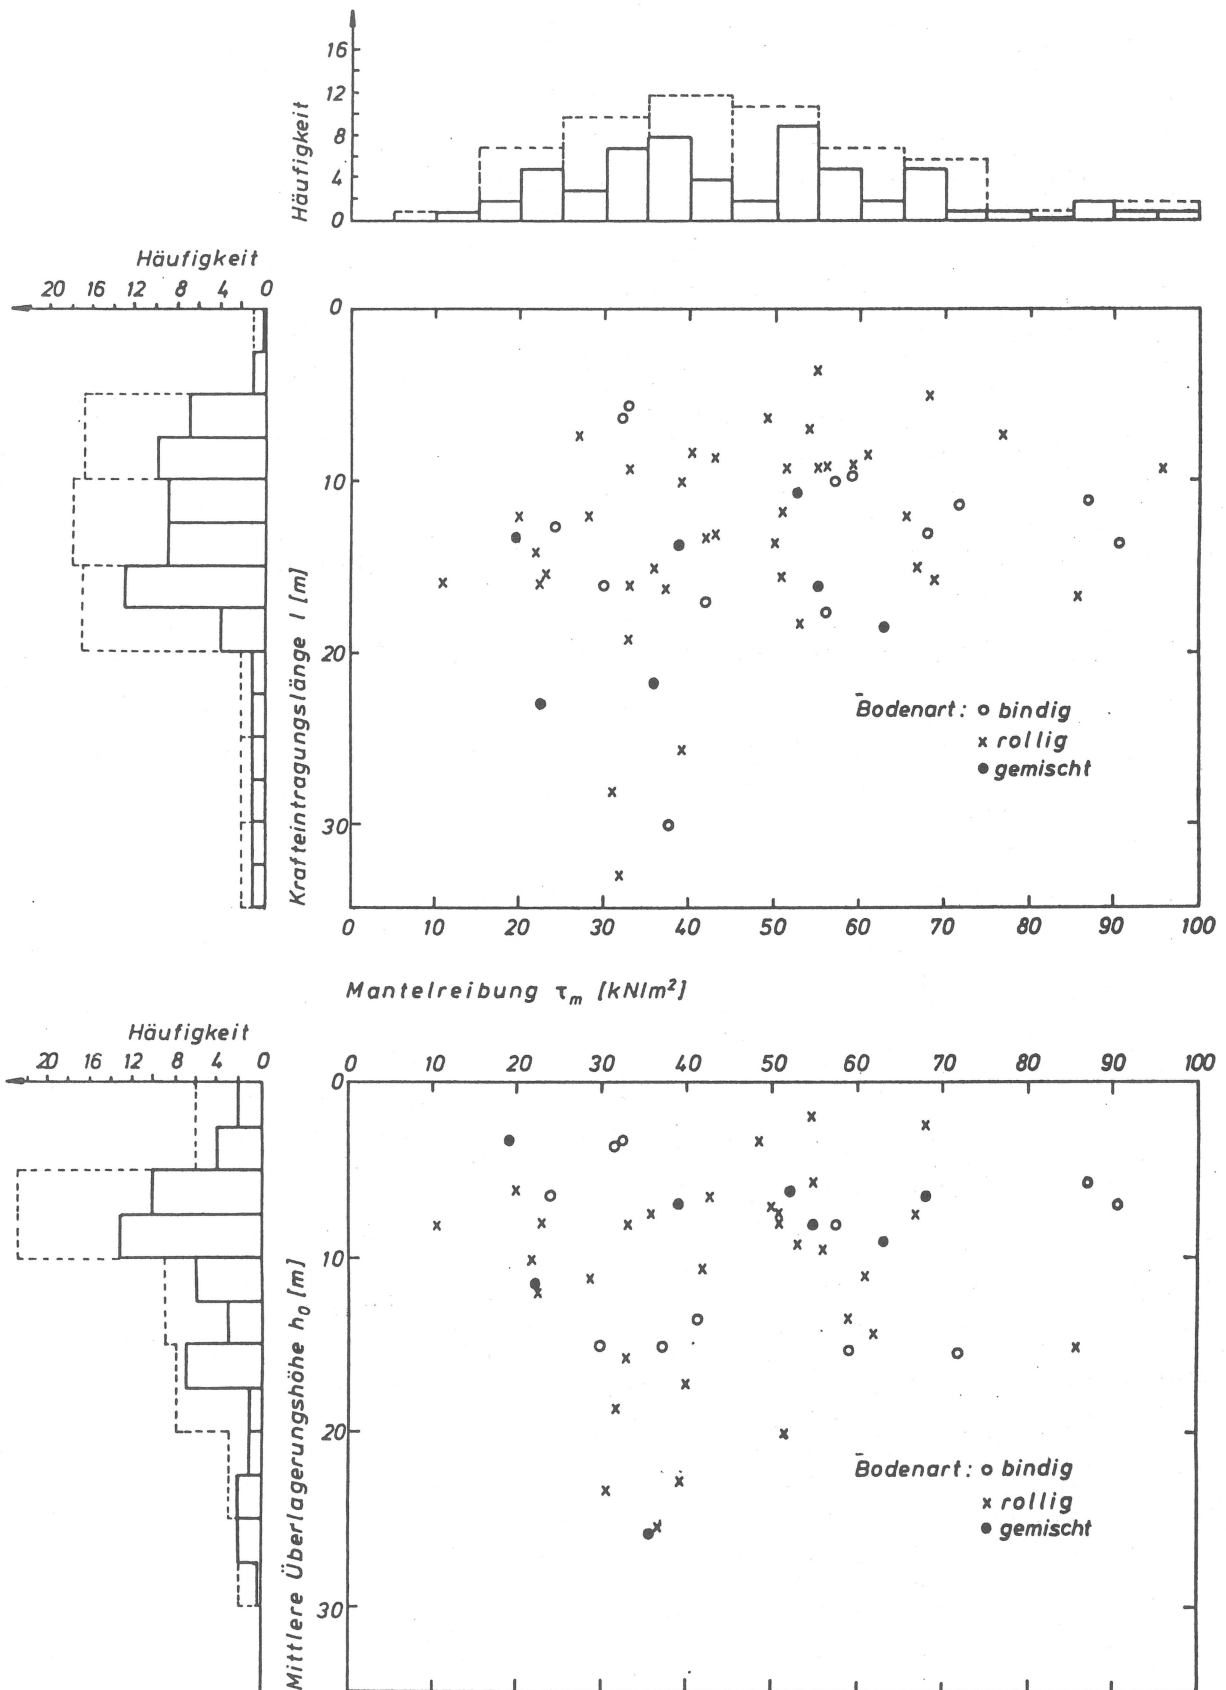 16
12
8
4
0
Häufigkeit
Häufigkeit
20 16 12 8 4 0
0
10
20
30
Krafteintragungslänge l [m]
Bodenart: o bindig
x rollig
● gemischt
0 10 20 30 40 50 60 70 80 90 100
Mantelreibung τm [kN/m²]
Häufigkeit
20 16 12 8 4 0
0 10 20 30 40 50 60 70 80 90 100
0
10
20
30
Mittlere Überlagerungshöhe h0 [m]
Bodenart: o bindig
x rollig
● gemischt